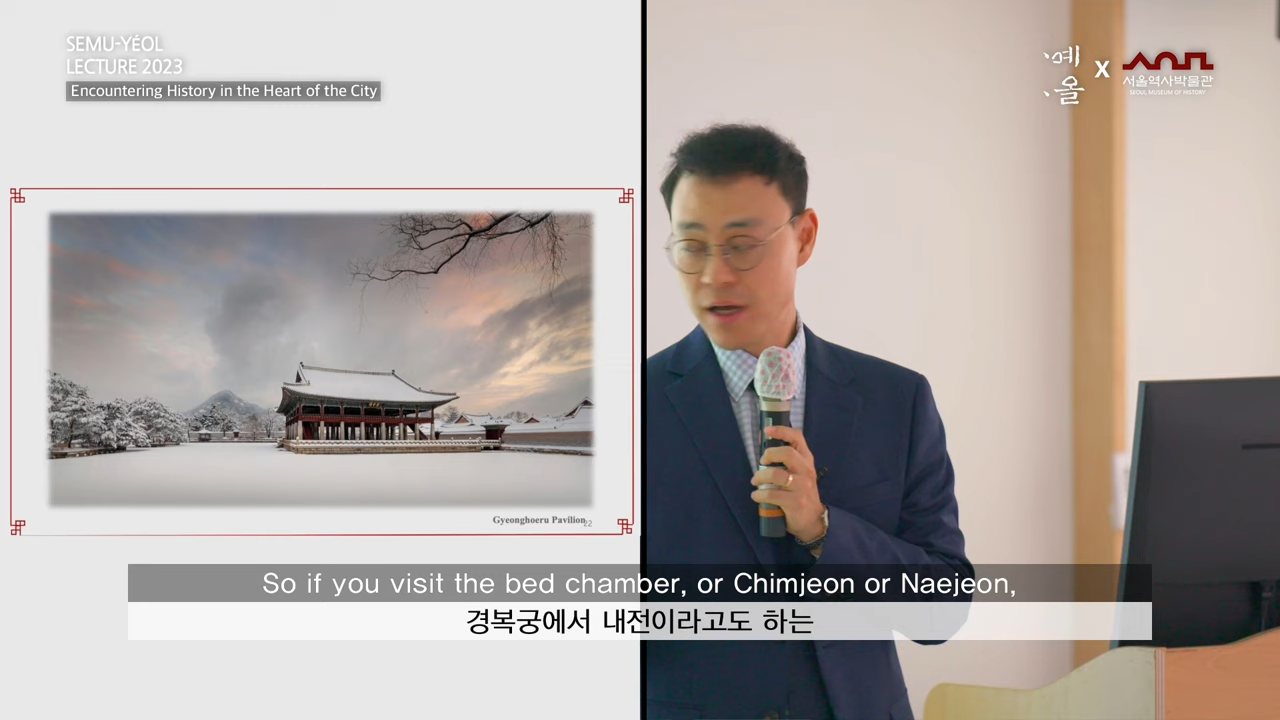 SEMU-YÉOL
LECTURE 2023
Encountering History in the Heart of the City
예
올
X
서울역사박물관
SEOUL MUSEUM OF HISTORY
Gyeonghoeru Pavilion
22
So if you visit the bed chamber, or Chimjeon or Naejeon,
경복궁에서 내전이라고도 하는